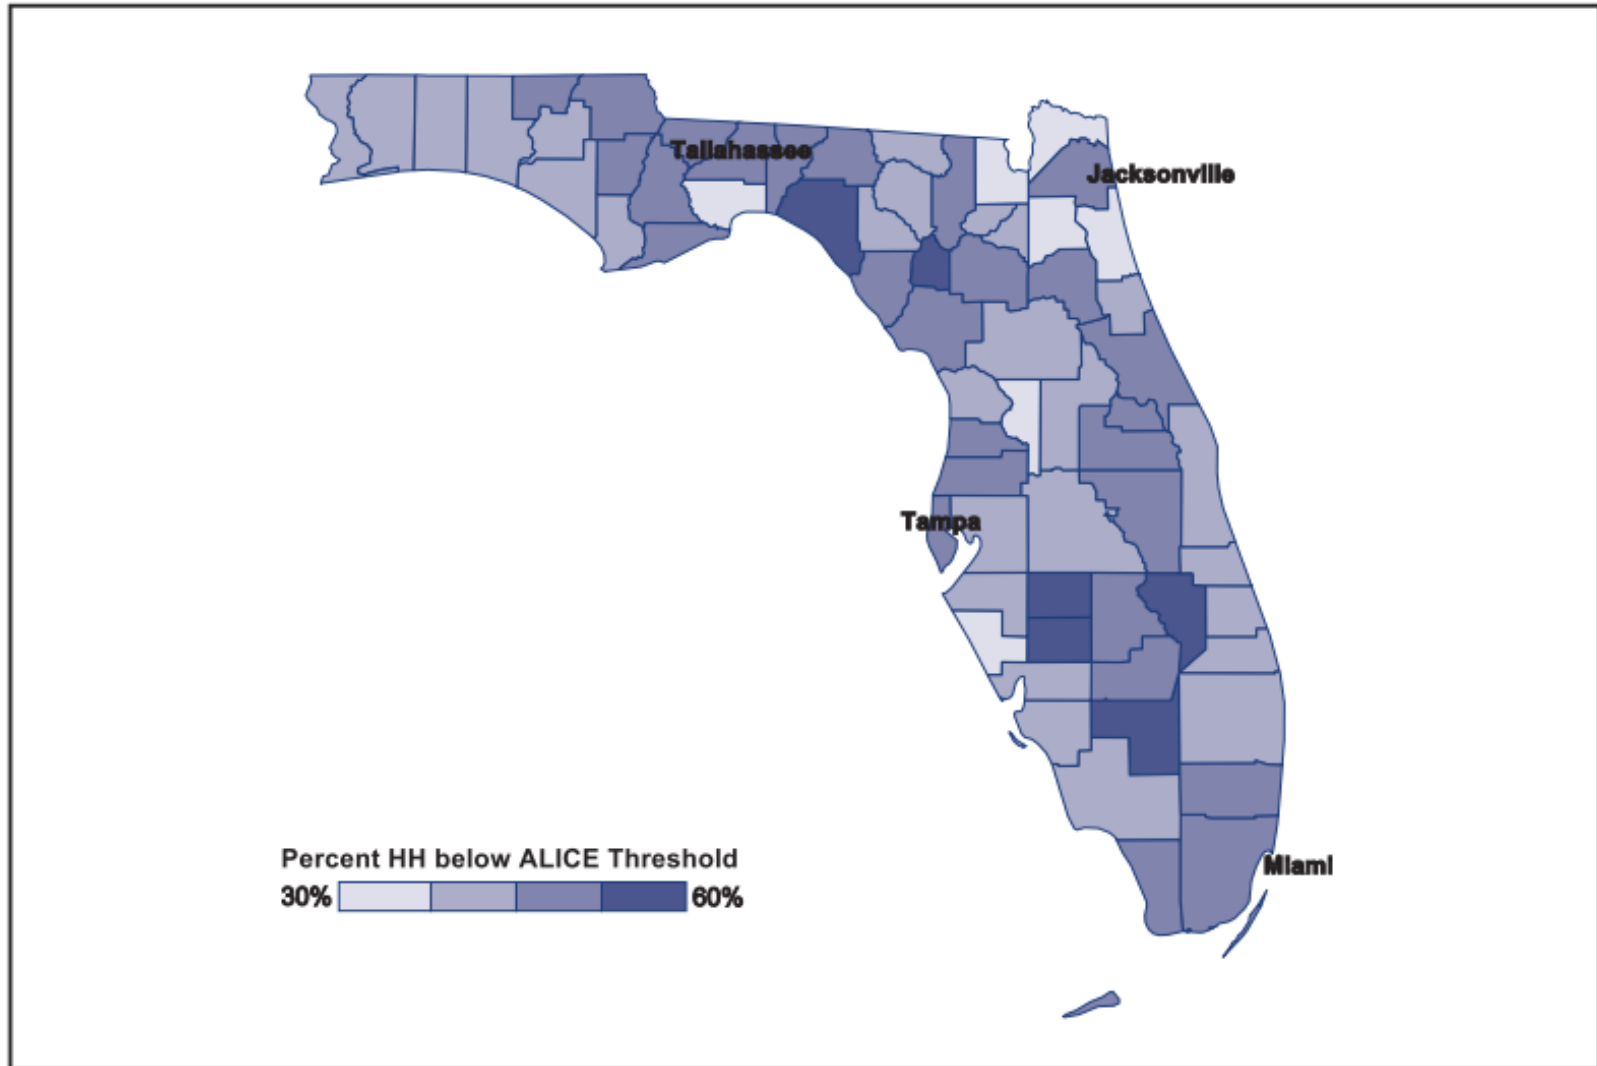 Tallahassee
Jacksonville
Tampa
Percent HH below ALICE Threshold
30% 60%
Miami